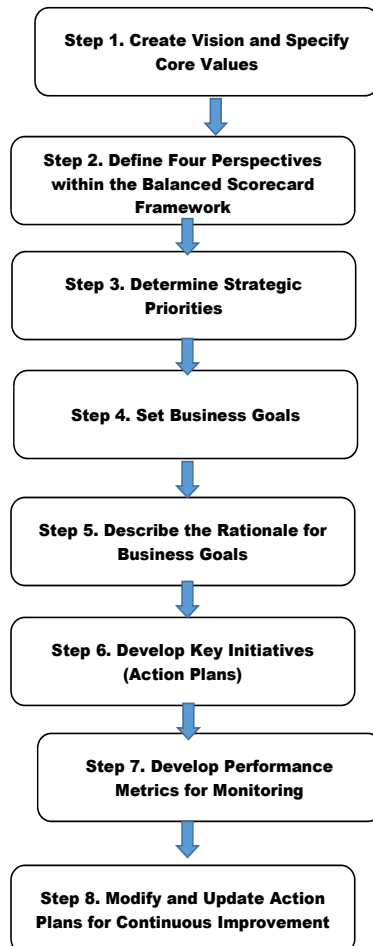 Step 1. Create Vision and Specify
Core Values
Step 2. Define Four Perspectives
within the Balanced Scorecard
Framework
Step 3. Determine Strategic
Priorities
Step 4. Set Business Goals
Step 5. Describe the Rationale for
Business Goals
Step 6. Develop Key Initiatives
(Action Plans)
Step 7. Develop Performance
Metrics for Monitoring
Step 8. Modify and Update Action
Plans for Continuous Improvement